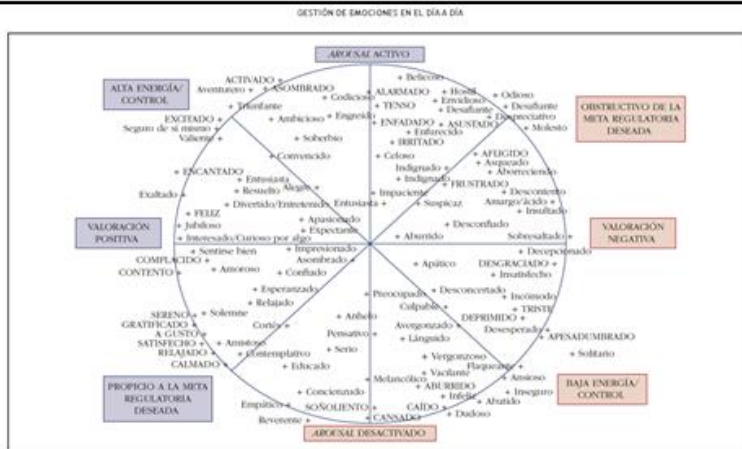 GESTIÓN DE EMOCIONES EN EL DÍA A DÍA
AROUSAL ACTIVO
+ Belicoso
ACTIVADO +
Aventurero +
+ ASOMBRADO
ALTA ENERGÍA/
CONTROL
+ ALARMADO
+ Hostil
+ Odioso
+ Codicioso
+ Envidioso
+ TENSO
+ Desafiante
+ Desafiante
+ Triunfante
OBSTRUCTIVO DE LA
META REGULATORIA
DESEADA
EXCITADO +
+ Ambicioso
+ Engreído
ENFADADO +
ASUSTADO +
+ Despreciativo
Seguro de sí mismo +
+ Enfurecido
+ Molesto
Valiente +
+ Soberbio
+ IRRITADO
+ Convencido
+ Celoso
+ AFLIGIDO
+ Asqueado
Indignado +
+ Aborreciendo
+ ENCANTADO
+ Entusiasta
+ Indignado
+ FRUSTRADO
+ Resuelto
Alegre +
+ Impaciente
+ Descontento
Exaltado +
+ Divertido/Entretenido
Entusiasta +
+ Suspicaz
Amargo/ácido +
+ Insultado
+ FELIZ
+ Apasionado
+ Jubiloso
+ Expectante
+ Desconfiado
VALORACIÓN
POSITIVA
+ Interesado/Curioso por algo
+ Aburrido
Sobresaltado +
VALORACIÓN
NEGATIVA
+ Sentirse bien
+ Impresionado
+ Decepcionado
COMPLACIDO +
Asombrado +
+ Apático
DESGRACIADO +
CONTENTO +
+ Amoroso
+ Confiado
+ Insatisfecho
+ Esperanzado
+ Preocupado
+ Desconcertado
+ Incómodo
+ Relajado
Culpable +
+ TRISTE
SERENO +
+ Solemne
+ Anhelo
DEPRIMIDO +
GRATIFICADO +
Cortés +
Avergonzado +
Desesperado +
A GUSTO +
Pensativo +
+ Lánguido
+ APESADUMBRADO
SATISFECHO +
+ Amistoso
+ Serio
RELAJADO +
+ Contemplativo
+ Vergonzoso
+ Solitario
CALMADO +
+ Educado
Flaqueante +
+ Vacilante
+ Ansioso
PROPICIO A LA META
REGULATORIA
DESEADA
+ Melancólico
+ ABURRIDO
BAJA ENERGÍA/
CONTROL
+ Concienzudo
+ Infeliz
+ Inseguro
Empático +
SOÑOLIENTO +
CAÍDO +
+ Abatido
Reverente +
+ CANSADO
+ Dudoso
AROUSAL DESACTIVADO